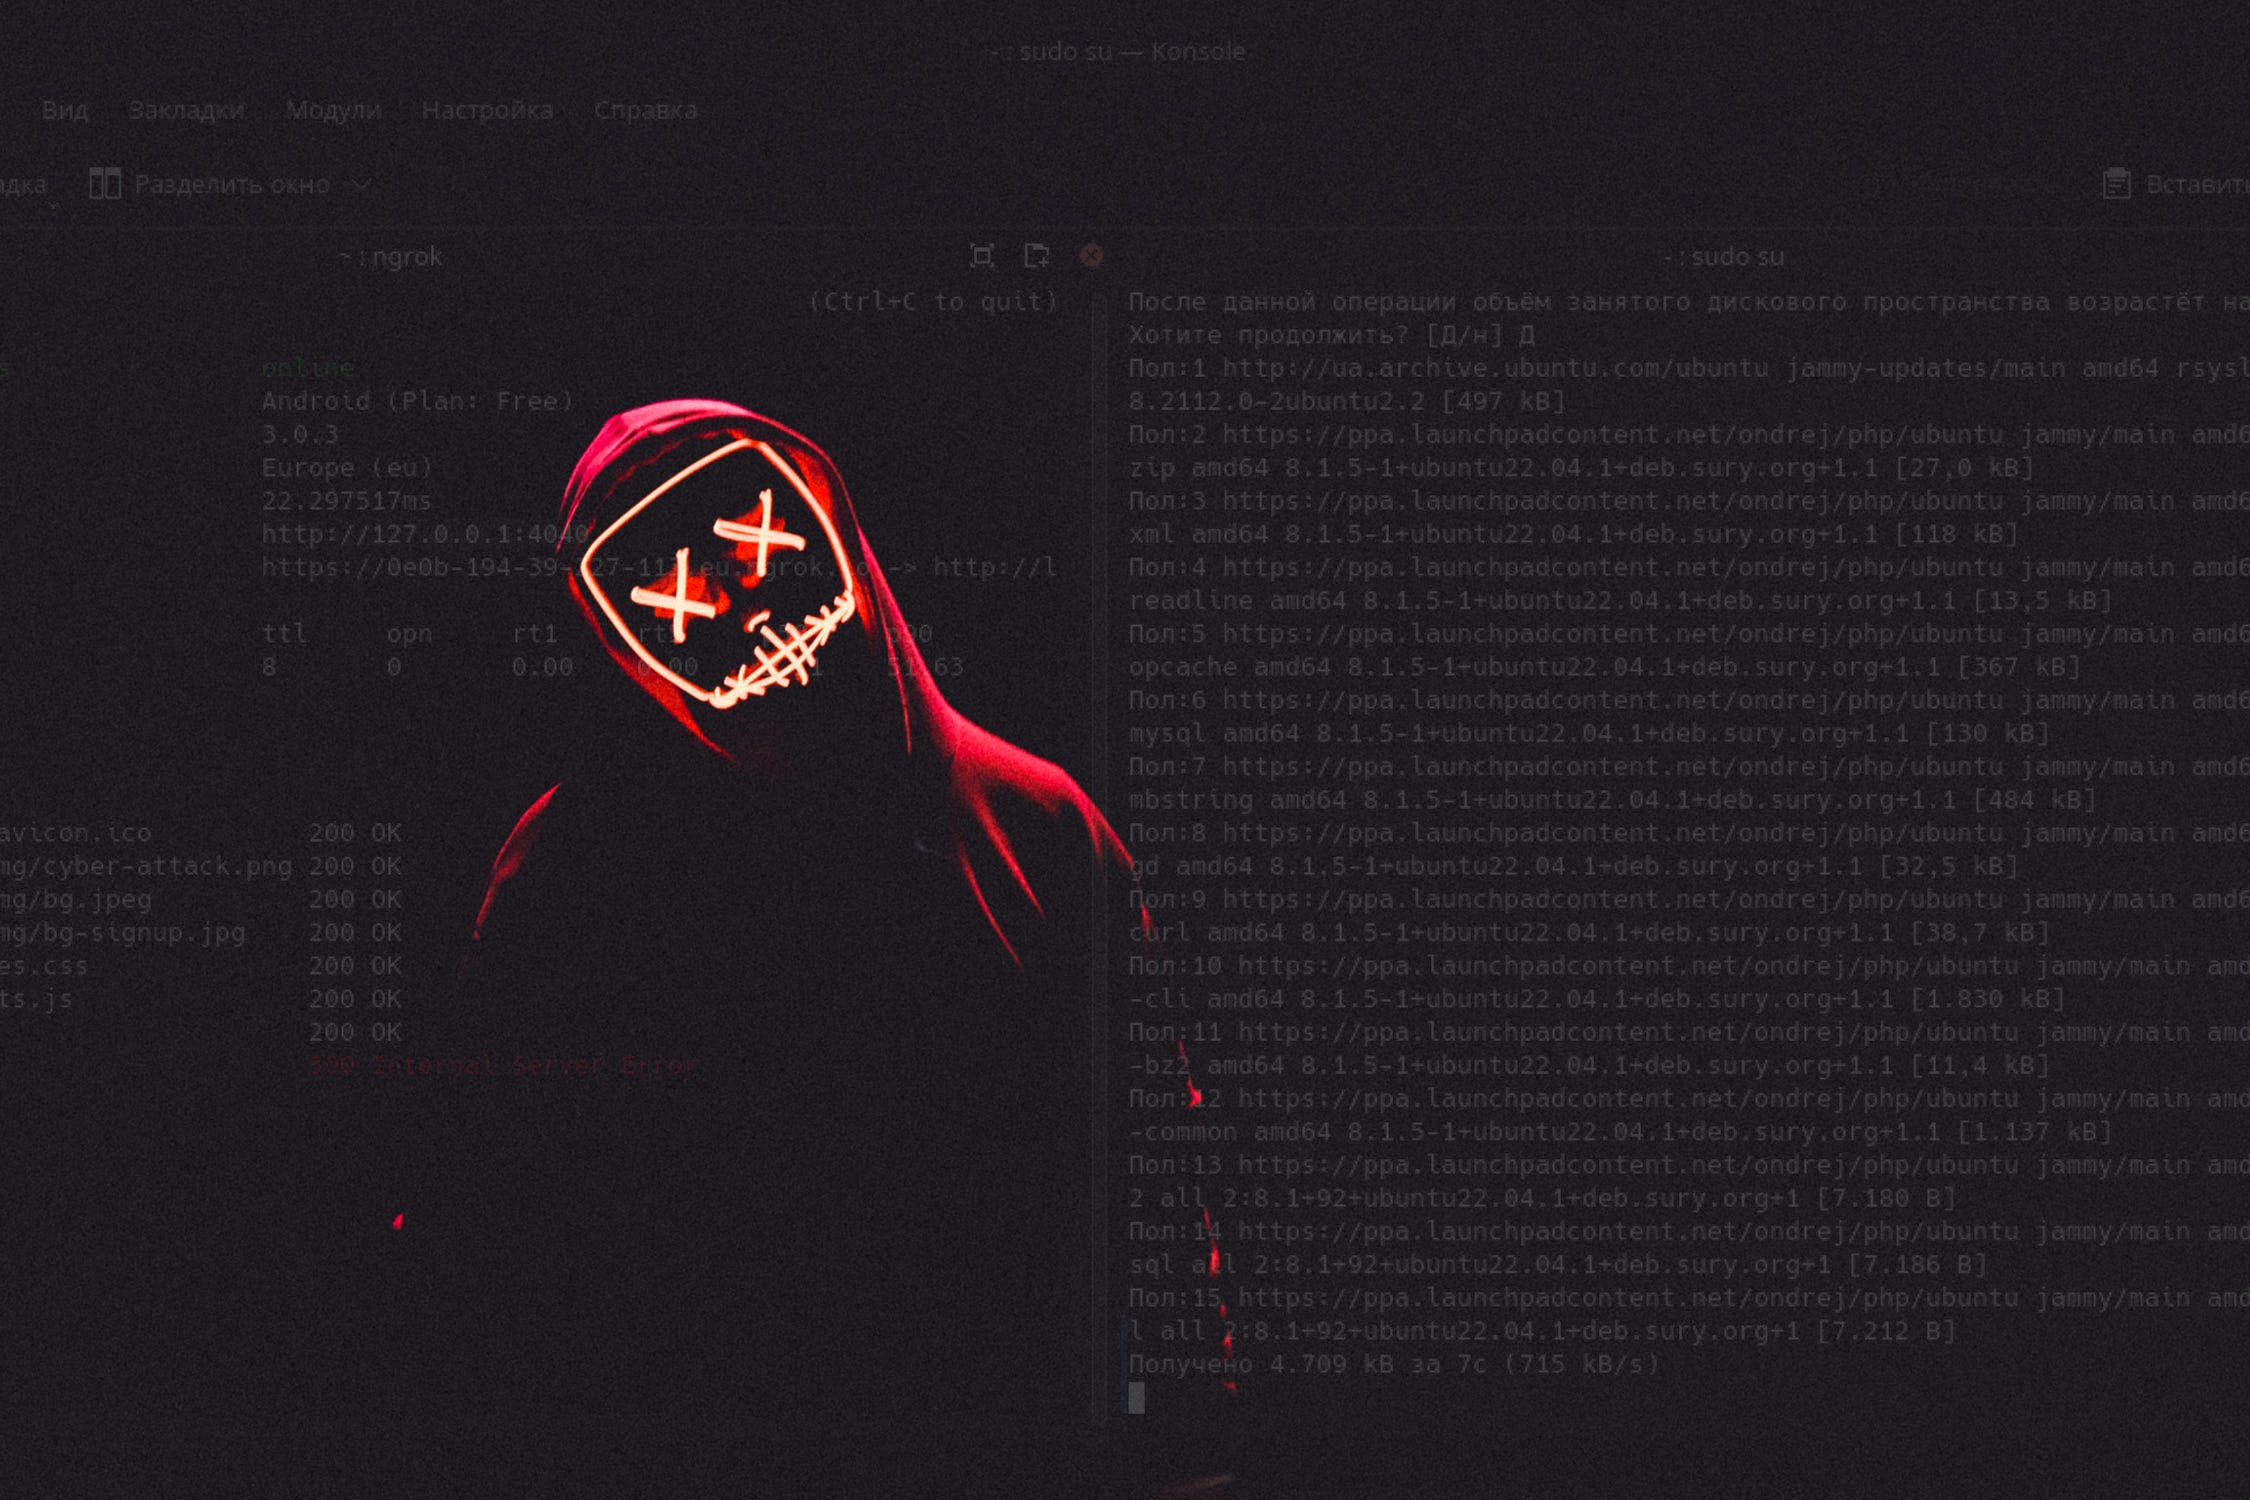 ~ : sudo su — Konsole
Вид Закладки Модули Настройка Справка
адка Разделить окно Вставить
~ : ngrok
(Ctrl+C to quit)
online
Android (Plan: Free)
3.0.3
Europe (eu)
22.297517ms
http://127.0.0.1:4040
-> http://l
ttl opn rt1
8 0 0.00 0.00
avicon.ico 200 OK
mg/cyber-attack.png 200 OK
mg/bg.jpeg 200 OK
mg/bg-signup.jpg 200 OK
es.css 200 OK
ts.js 200 OK
200 OK
500 Internal Server Error
~ : sudo su
После данной операции объём занятого дискового пространства возрастёт на
Хотите продолжить? [Д/н] Д
Пол:1 http://ua.archive.ubuntu.com/ubuntu jammy-updates/main amd64 rsysl
8.2112.0-2ubuntu2.2 [497 kB]
Пол:2 https://ppa.launchpadcontent.net/ondrej/php/ubuntu jammy/main amd6
zip amd64 8.1.5-1+ubuntu22.04.1+deb.sury.org+1.1 [27,0 kB]
Пол:3 https://ppa.launchpadcontent.net/ondrej/php/ubuntu jammy/main amd6
xml amd64 8.1.5-1+ubuntu22.04.1+deb.sury.org+1.1 [118 kB]
Пол:4 https://ppa.launchpadcontent.net/ondrej/php/ubuntu jammy/main amd6
readline amd64 8.1.5-1+ubuntu22.04.1+deb.sury.org+1.1 [13,5 kB]
Пол:5 https://ppa.launchpadcontent.net/ondrej/php/ubuntu jammy/main amd6
opcache amd64 8.1.5-1+ubuntu22.04.1+deb.sury.org+1.1 [367 kB]
Пол:6 https://ppa.launchpadcontent.net/ondrej/php/ubuntu jammy/main amd6
mysql amd64 8.1.5-1+ubuntu22.04.1+deb.sury.org+1.1 [130 kB]
Пол:7 https://ppa.launchpadcontent.net/ondrej/php/ubuntu jammy/main amd6
mbstring amd64 8.1.5-1+ubuntu22.04.1+deb.sury.org+1.1 [484 kB]
Пол:8 https://ppa.launchpadcontent.net/ondrej/php/ubuntu jammy/main amd6
gd amd64 8.1.5-1+ubuntu22.04.1+deb.sury.org+1.1 [32,5 kB]
Пол:9 https://ppa.launchpadcontent.net/ondrej/php/ubuntu jammy/main amd6
curl amd64 8.1.5-1+ubuntu22.04.1+deb.sury.org+1.1 [38,7 kB]
Пол:10 https://ppa.launchpadcontent.net/ondrej/php/ubuntu jammy/main amd
-cli amd64 8.1.5-1+ubuntu22.04.1+deb.sury.org+1.1 [1.830 kB]
Пол:11 https://ppa.launchpadcontent.net/ondrej/php/ubuntu jammy/main amd
-bz2 amd64 8.1.5-1+ubuntu22.04.1+deb.sury.org+1.1 [11,4 kB]
Пол:12 https://ppa.launchpadcontent.net/ondrej/php/ubuntu jammy/main amd
-common amd64 8.1.5-1+ubuntu22.04.1+deb.sury.org+1.1 [1.137 kB]
Пол:13 https://ppa.launchpadcontent.net/ondrej/php/ubuntu jammy/main amd
2 all 2:8.1+92+ubuntu22.04.1+deb.sury.org+1 [7.180 B]
Пол:14 https://ppa.launchpadcontent.net/ondrej/php/ubuntu jammy/main amd
sql all 2:8.1+92+ubuntu22.04.1+deb.sury.org+1 [7.186 B]
Пол:15 https://ppa.launchpadcontent.net/ondrej/php/ubuntu jammy/main amd
l all 2:8.1+92+ubuntu22.04.1+deb.sury.org+1 [7.212 B]
Получено 4.709 kB за 7с (715 kB/s)